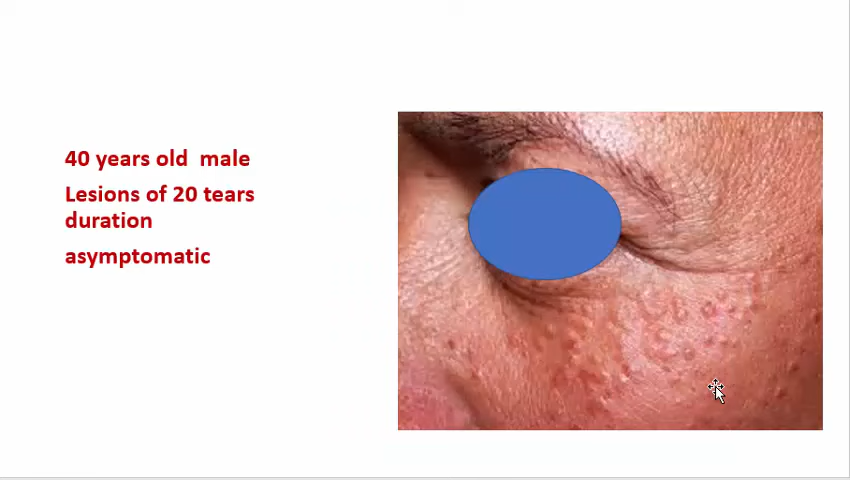 40 years old male
Lesions of 20 tears
duration
asymptomatic